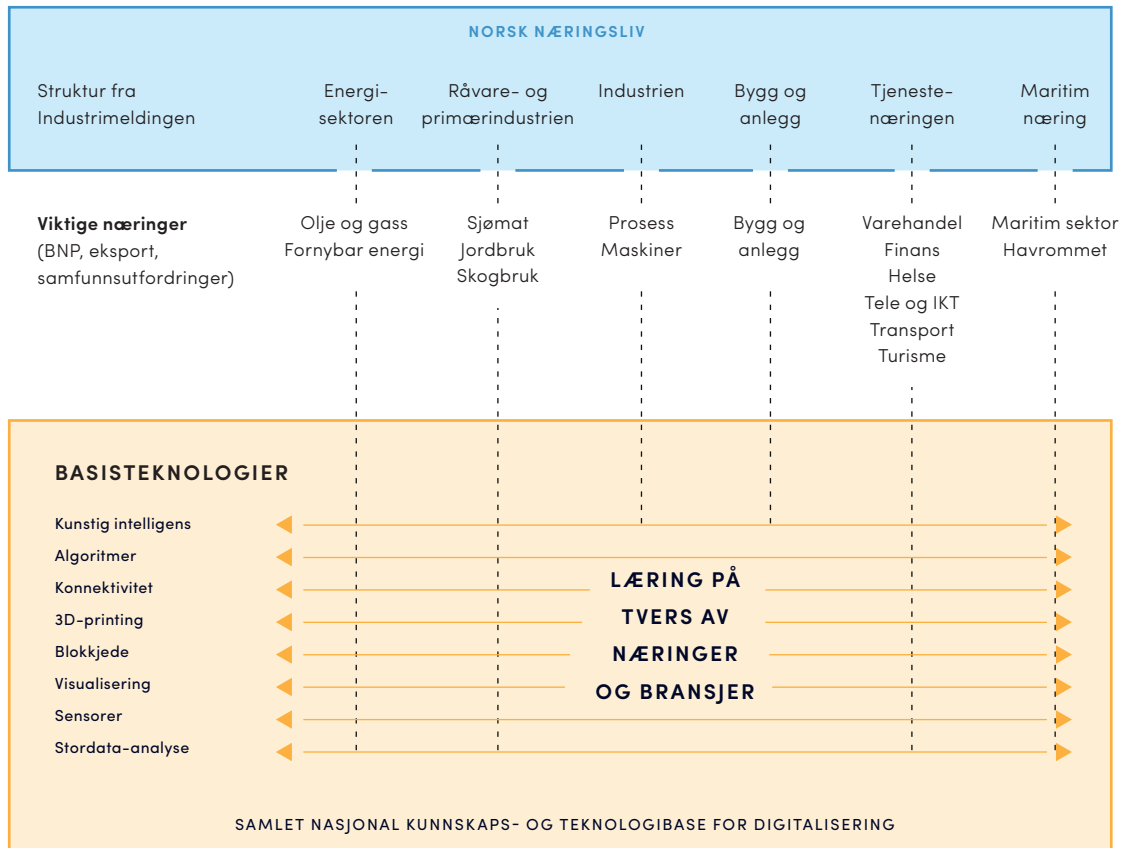 NORSK NÆRINGSLIV
Struktur fra
Industrimeldingen
Energi-
sektoren
Råvare- og
primærindustrien
Industrien
Bygg og
anlegg
Tjeneste-
næringen
Maritim
næring
Viktige næringer
(BNP, eksport,
samfunnsutfordringer)
Olje og gass
Fornybar energi
Sjømat
Jordbruk
Skogbruk
Prosess
Maskiner
Bygg og
anlegg
Varehandel
Finans
Helse
Tele og IKT
Transport
Turisme
Maritim sektor
Havrommet
BASISTEKNOLOGIER
Kunstig intelligens
Algoritmer
Konnektivitet
3D-printing
Blokkjede
Visualisering
Sensorer
Stordata-analyse
LÆRING PÅ
TVERS AV
NÆRINGER
OG BRANSJER
SAMLET NASJONAL KUNNSKAPS- OG TEKNOLOGIBASE FOR DIGITALISERING